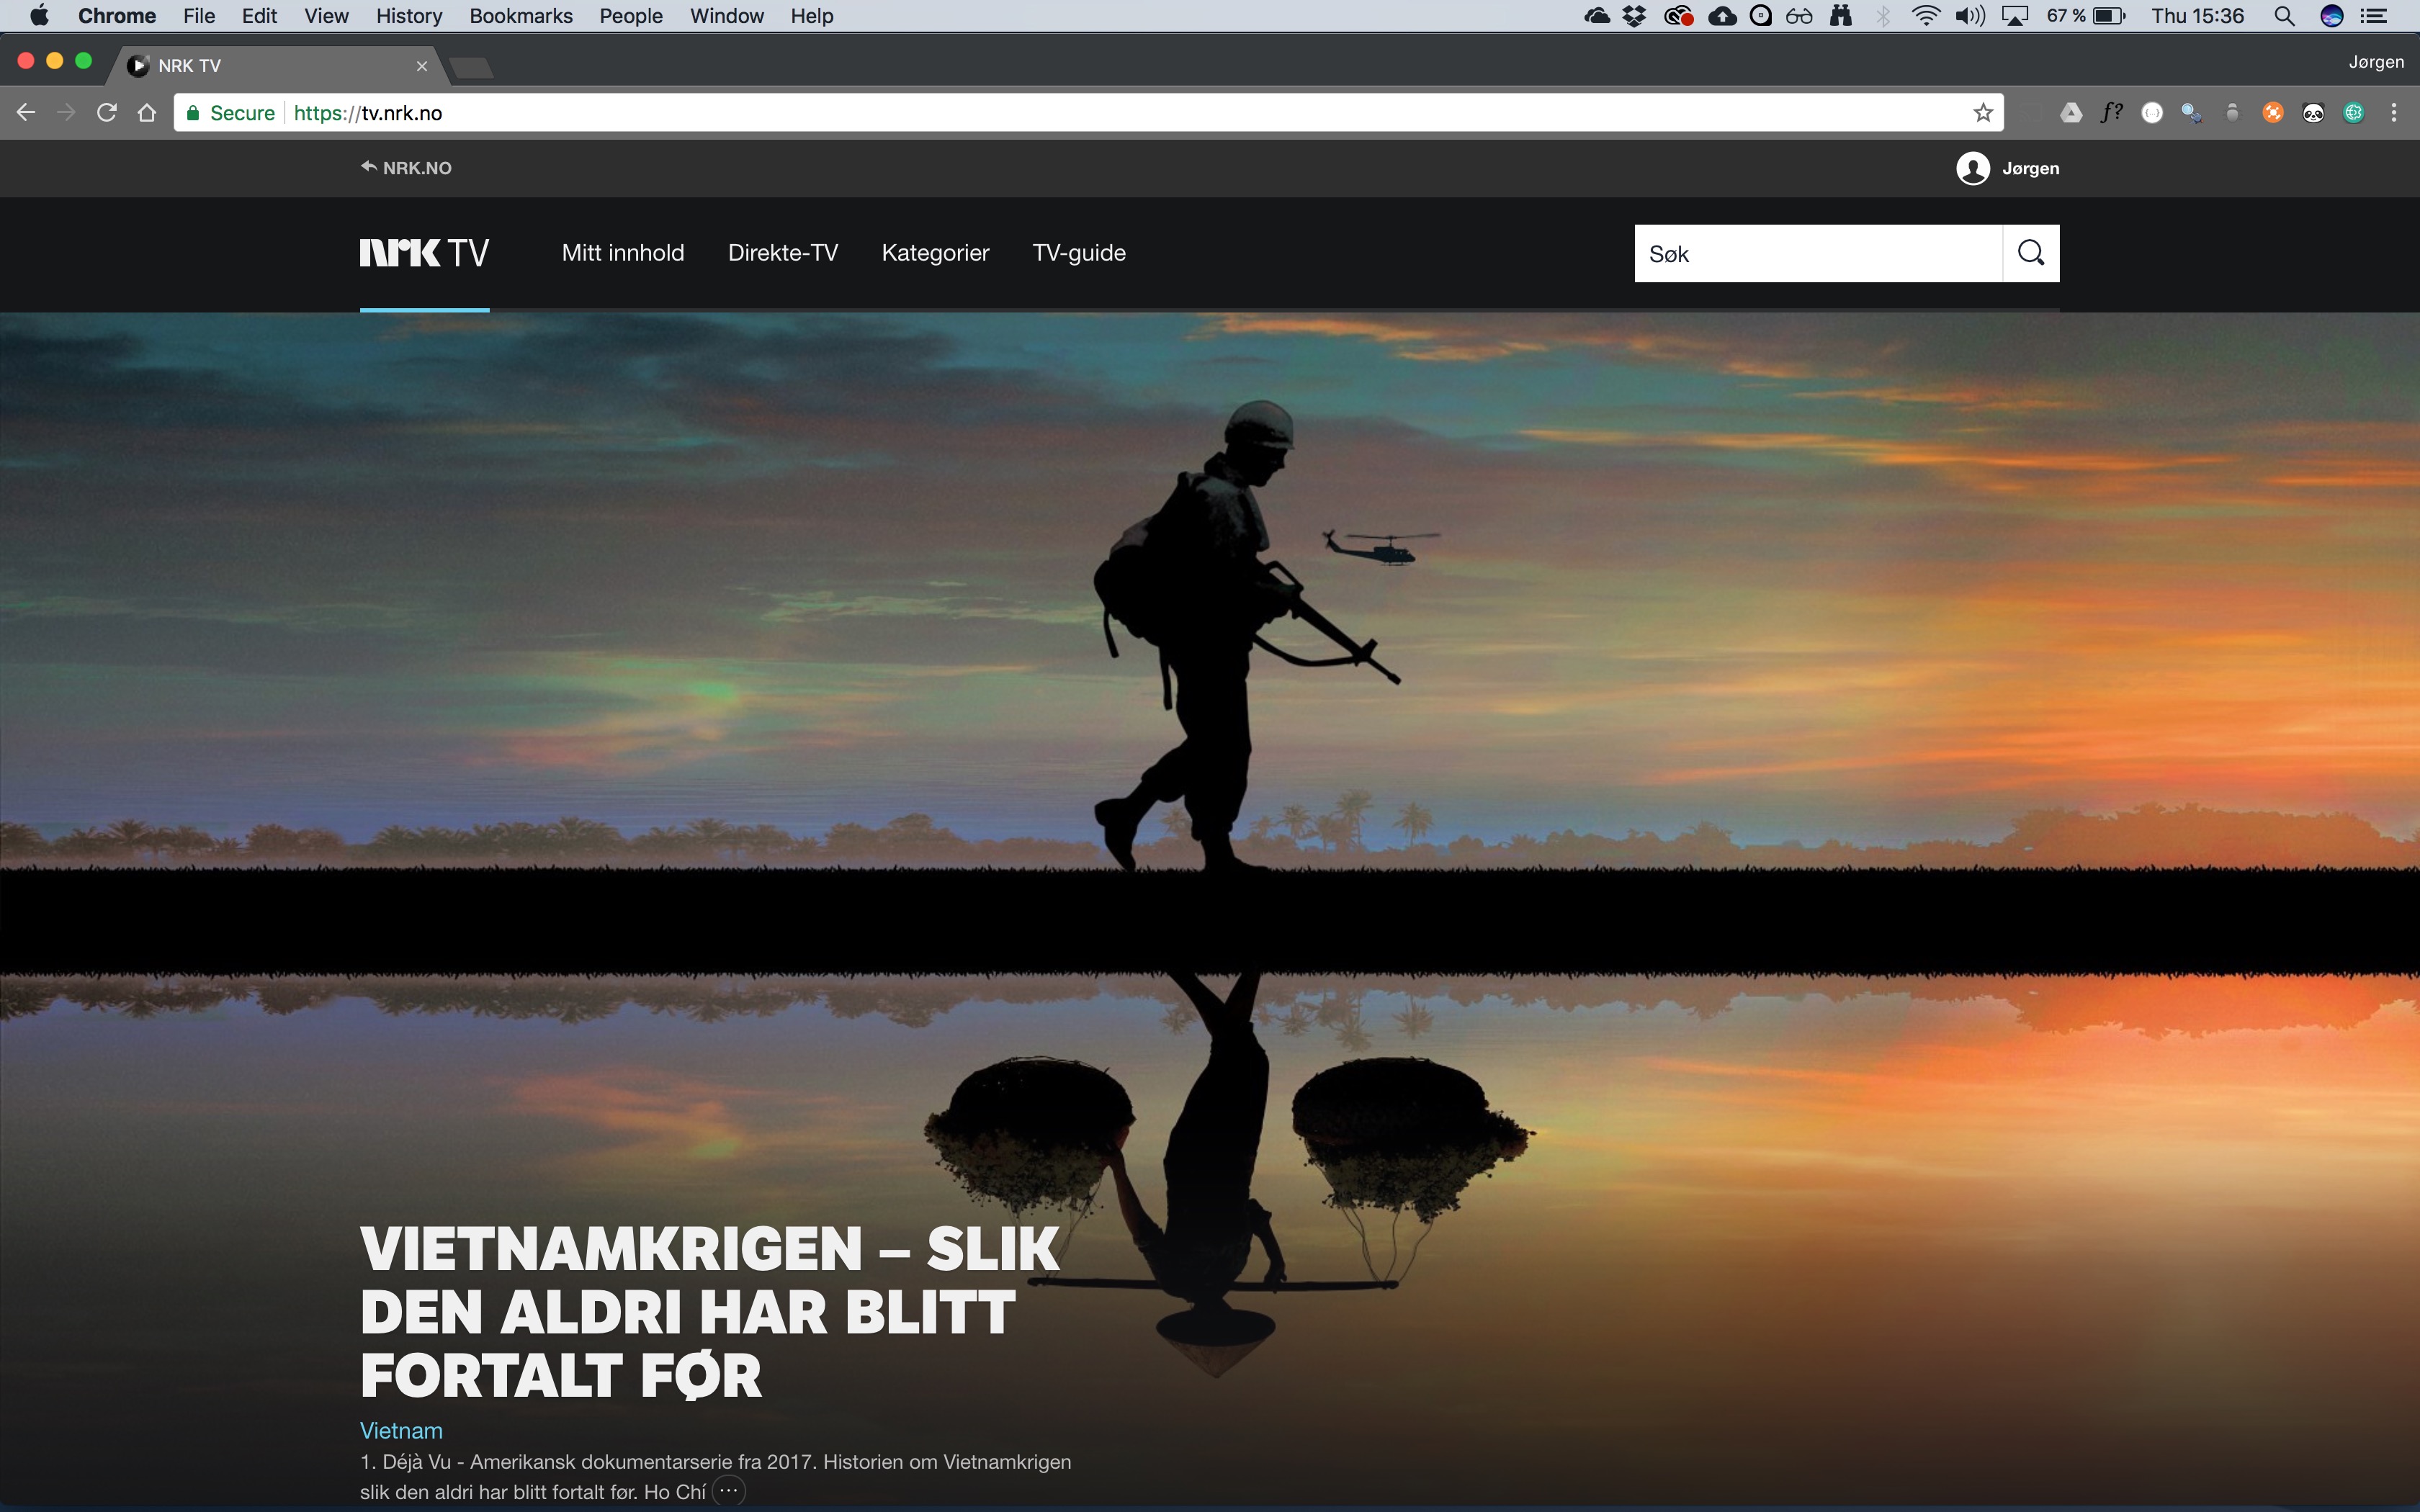 Chrome File Edit View History Bookmarks People Window Help 67 % Thu 15:36
NRK TV Jørgen
Secure https://tv.nrk.no f?
NRK.NO Jørgen
NRK TV Mitt innhold Direkte-TV Kategorier TV-guide Søk
VIETNAMKRIGEN – SLIK
DEN ALDRI HAR BLITT
FORTALT FØR
Vietnam
1. Déjà Vu - Amerikansk dokumentarserie fra 2017. Historien om Vietnamkrigen
slik den aldri har blitt fortalt før. Ho Chí ...